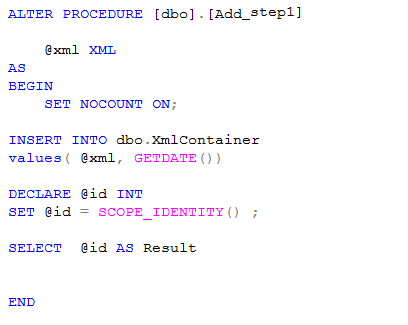 ALTER PROCEDURE [dbo].[Add_step1]
@xml XML
AS
BEGIN
SET NOCOUNT ON;
INSERT INTO dbo.XmlContainer
values( @xml, GETDATE())
DECLARE @id INT
SET @id = SCOPE_IDENTITY() ;
SELECT  @id AS Result
END